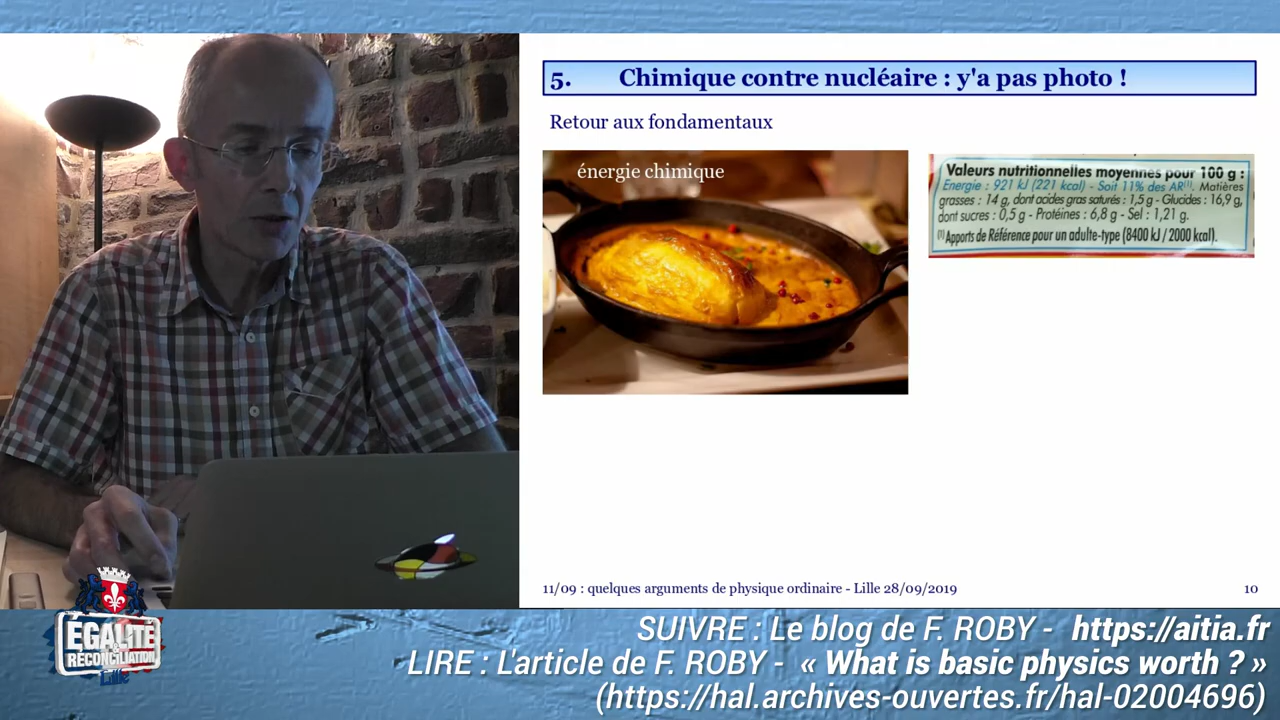 5. Chimique contre nucléaire : y'a pas photo !
Retour aux fondamentaux
énergie chimique
Valeurs nutritionnelles moyennes pour 100 g :
Énergie : 921 kJ (221 kcal) - Soit 11% des AR(1). Matières
grasses : 14 g, dont acides gras saturés : 1,5 g - Glucides : 16,9 g,
dont sucres : 0,5 g - Protéines : 6,8 g - Sel : 1,21 g.
(1) Apports de Référence pour un adulte-type (8400 kJ / 2000 kcal).
11/09 : quelques arguments de physique ordinaire - Lille 28/09/2019
10
ÉGALITÉ
&
RÉCONCILIATION
Lille
SUIVRE : Le blog de F. ROBY - https://aitia.fr
LIRE : L'article de F. ROBY - « What is basic physics worth ? »
(https://hal.archives-ouvertes.fr/hal-02004696)